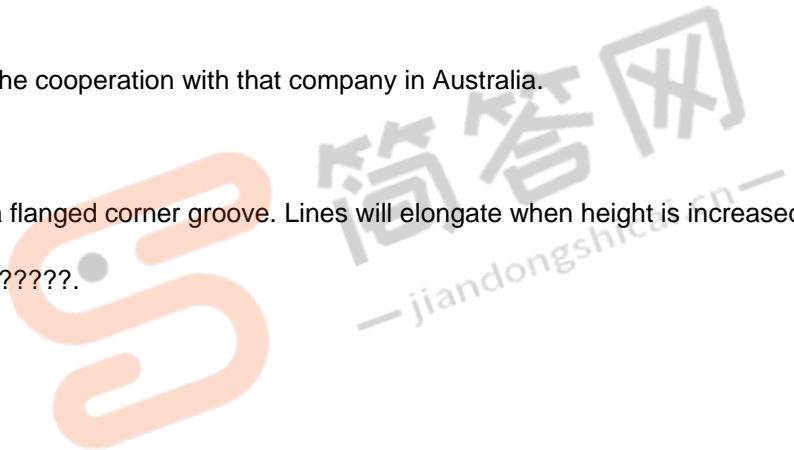 he cooperation with that company in Australia.
简答网
flanged corner groove. Lines will elongate when height is increased
— jiandongshicai.cn —
?????.